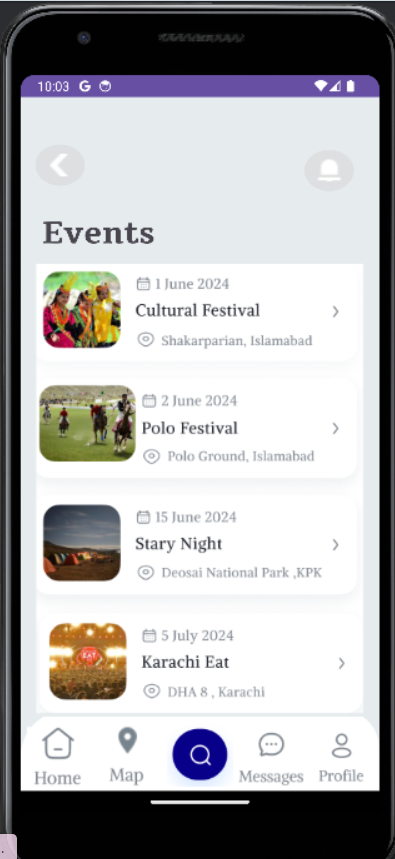 10:03 G
Events
1 June 2024
Cultural Festival
Shakarparian, Islamabad
2 June 2024
Polo Festival
Polo Ground, Islamabad
15 June 2024
Stary Night
Deosai National Park ,KPK
5 July 2024
Karachi Eat
DHA 8 , Karachi
EAT
Home Map Messages Profile